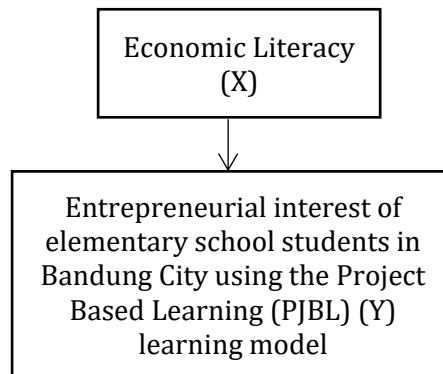 Economic Literacy
(X)
Entrepreneurial interest of
elementary school students in
Bandung City using the Project
Based Learning (PJBL) (Y)
learning model